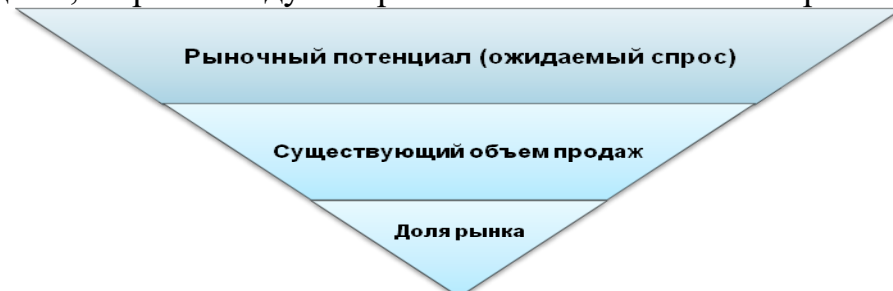 Рыночный потенциал (ожидаемый спрос)
Существующий объем продаж
Доля рынка